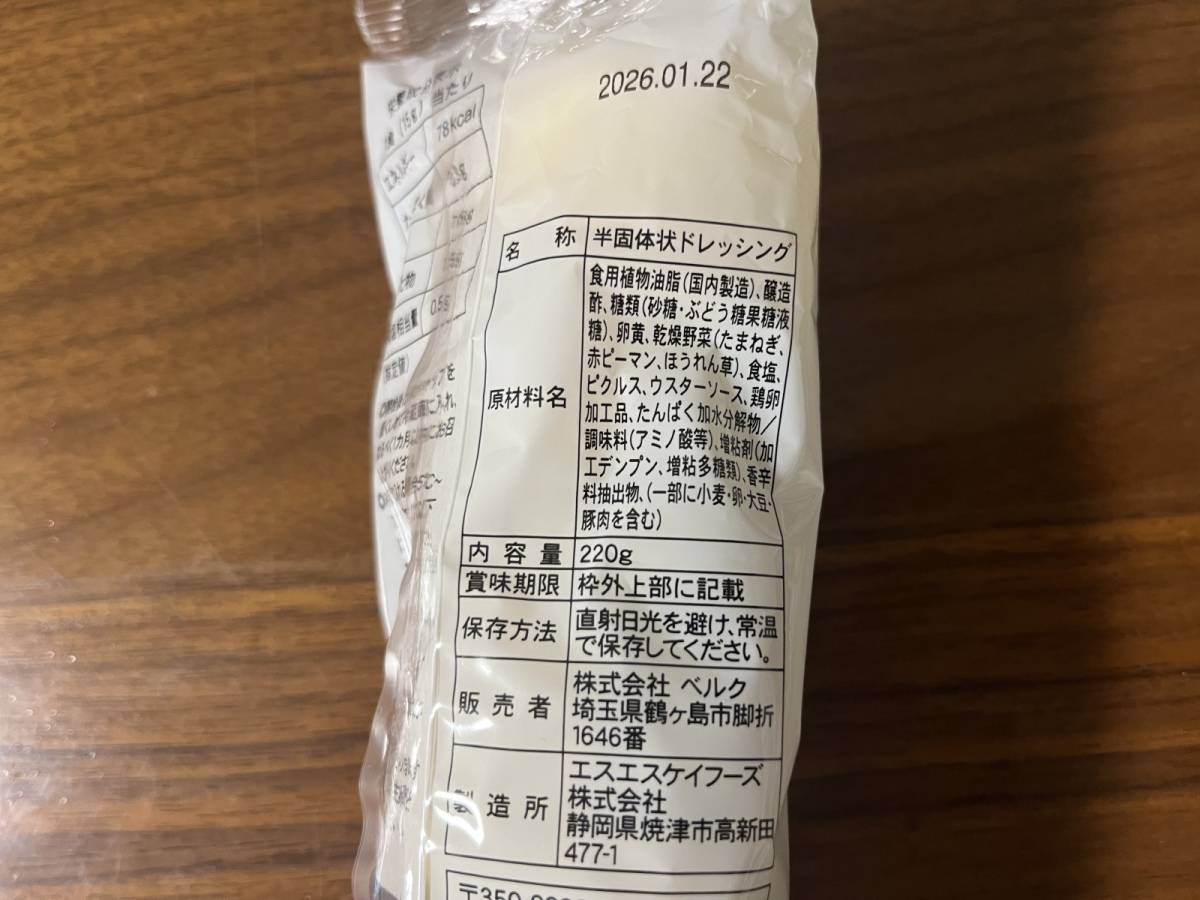 2026.01.22
名称 半固体状ドレッシング
原材料名
食用植物油脂(国内製造)、醸造
酢、糖類(砂糖・ぶどう糖果糖液
糖)、卵黄、乾燥野菜(たまねぎ、
赤ピーマン、ほうれん草)、食塩、
ピクルス、ウスターソース、鶏卵
加工品、たんぱく加水分解物/
調味料(アミノ酸等)、増粘剤(加
工デンプン、増粘多糖類)、香辛
料抽出物、(一部に小麦・卵・大豆・
豚肉を含む)
内容量 220g
賞味期限 枠外上部に記載
保存方法
直射日光を避け、常温
で保存してください。
販売者
株式会社 ベルク
埼玉県鶴ヶ島市脚折
1646番
製造所
エスエスケイフーズ
株式会社
静岡県焼津市高新田
477-1
〒350
当たり
(15g)
78kcal
0.5g